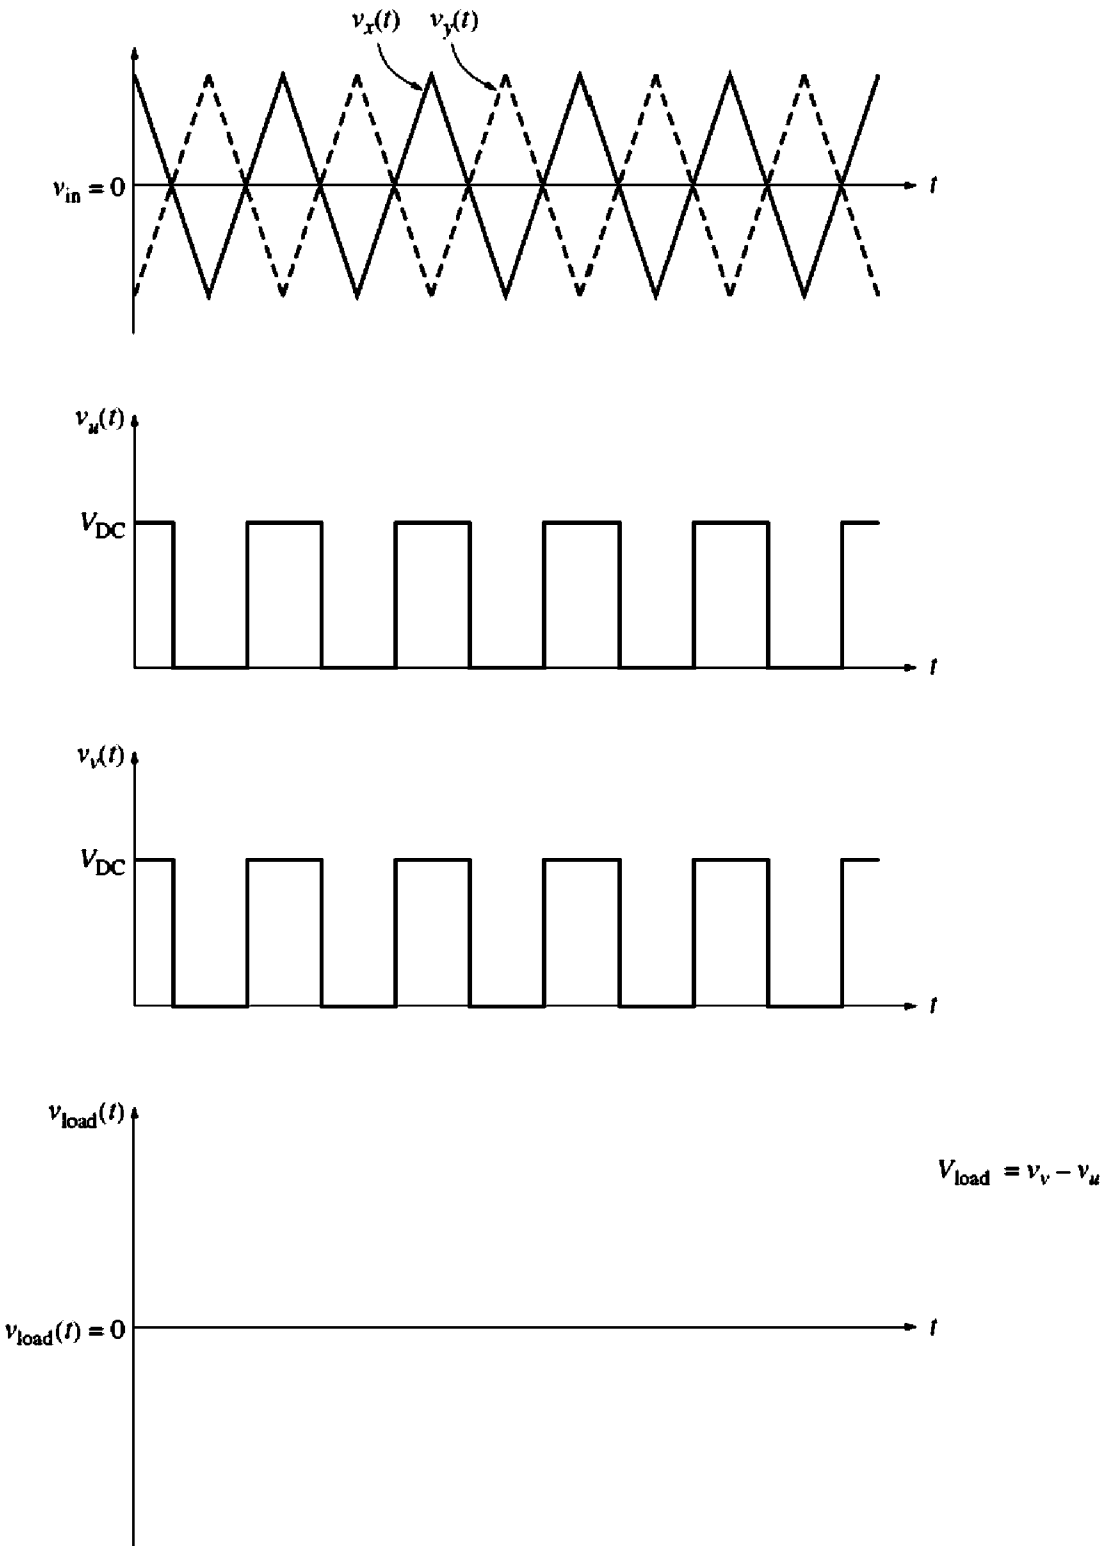 v_x(t) v_y(t)
v_in = 0
t
v_u(t)
V_DC
t
v_v(t)
V_DC
t
v_load(t)
V_load = v_v − v_u
v_load(t) = 0
t